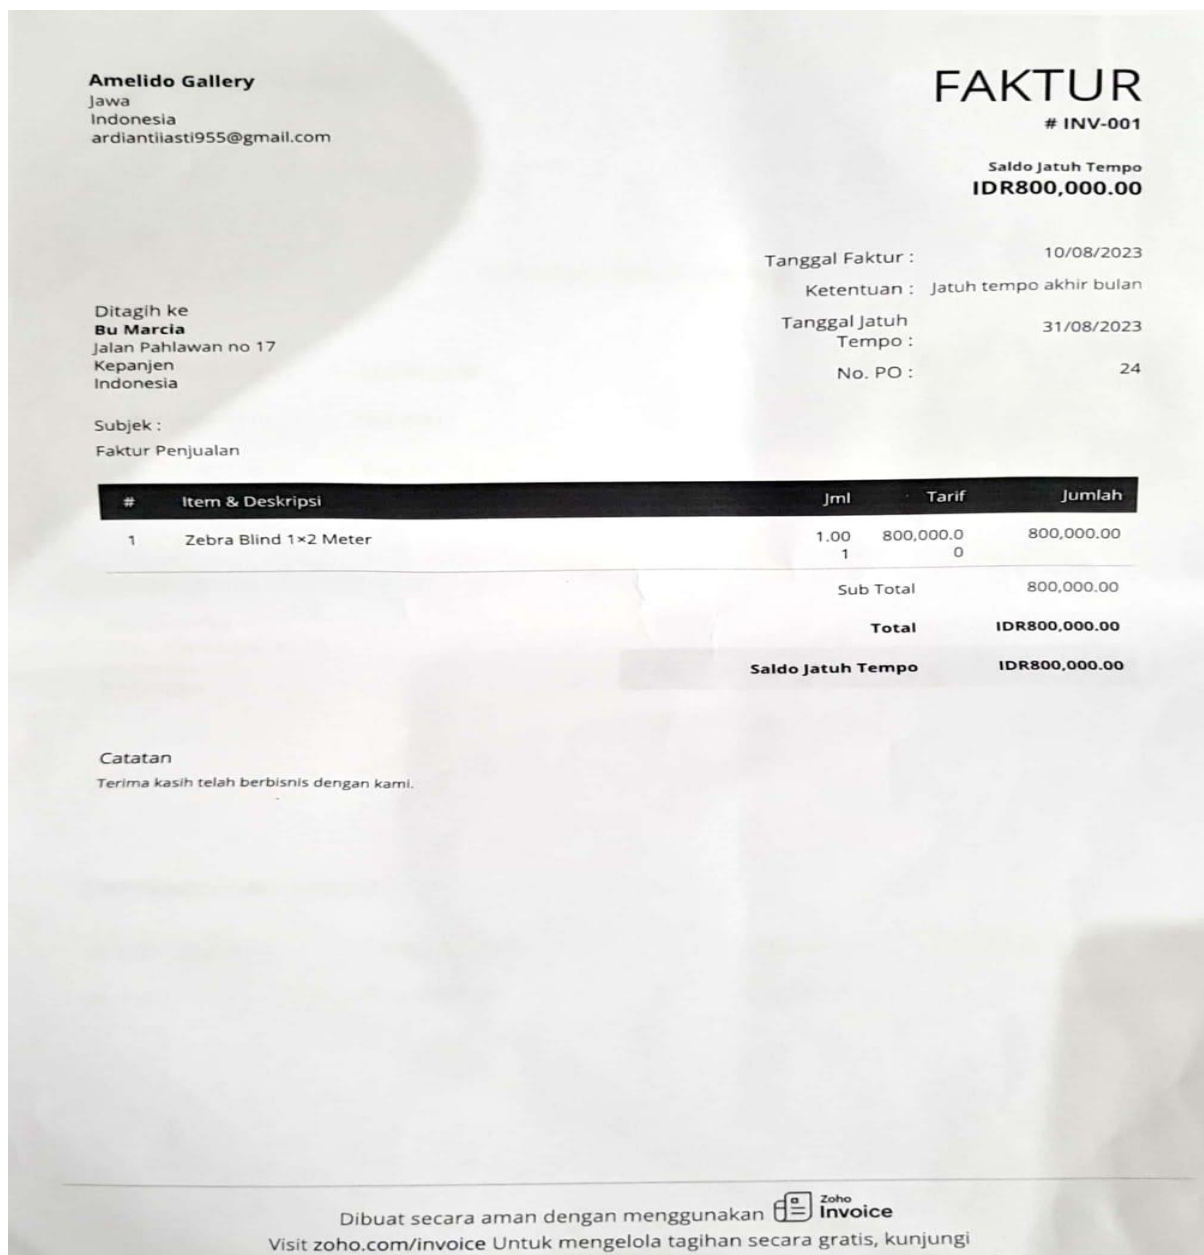 Amelido Gallery
Jawa
Indonesia
ardiantiiasti955@gmail.com
FAKTUR
# INV-001
Saldo Jatuh Tempo
IDR800,000.00
Tanggal Faktur : 10/08/2023
Ketentuan : Jatuh tempo akhir bulan
Tanggal Jatuh
Tempo : 31/08/2023
No. PO : 24
Ditagih ke
Bu Marcia
Jalan Pahlawan no 17
Kepanjen
Indonesia
Subjek :
Faktur Penjualan
# Item & Deskripsi Jml Tarif Jumlah
1 Zebra Blind 1×2 Meter 1.00 800,000.0 800,000.00
1 0
Sub Total 800,000.00
Total IDR800,000.00
Saldo Jatuh Tempo IDR800,000.00
Catatan
Terima kasih telah berbisnis dengan kami.
Dibuat secara aman dengan menggunakan Zoho Invoice
Visit zoho.com/invoice Untuk mengelola tagihan secara gratis, kunjungi